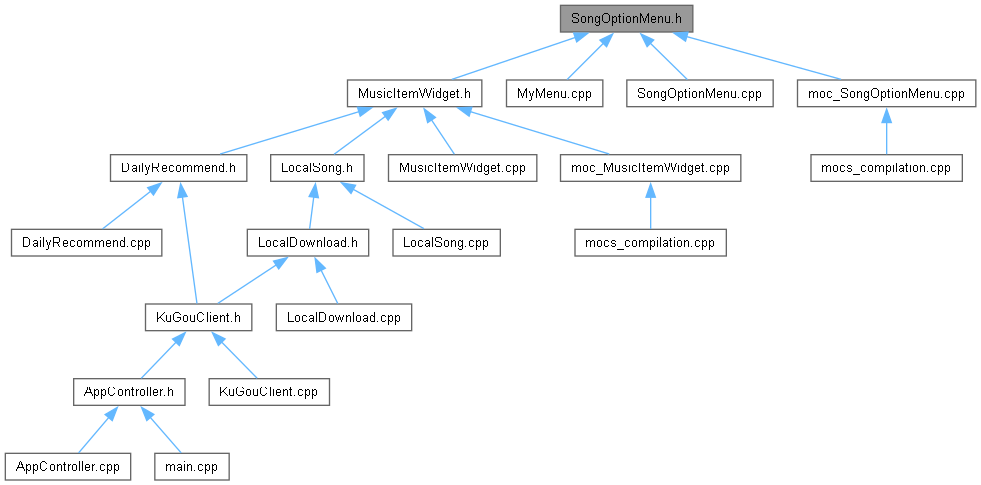 SongOptionMenu.h
MusicItemWidget.h
MyMenu.cpp
SongOptionMenu.cpp
moc_SongOptionMenu.cpp
DailyRecommend.h
LocalSong.h
MusicItemWidget.cpp
moc_MusicItemWidget.cpp
mocs_compilation.cpp
DailyRecommend.cpp
LocalDownload.h
LocalSong.cpp
mocs_compilation.cpp
KuGouClient.h
LocalDownload.cpp
AppController.h
KuGouClient.cpp
AppController.cpp
main.cpp